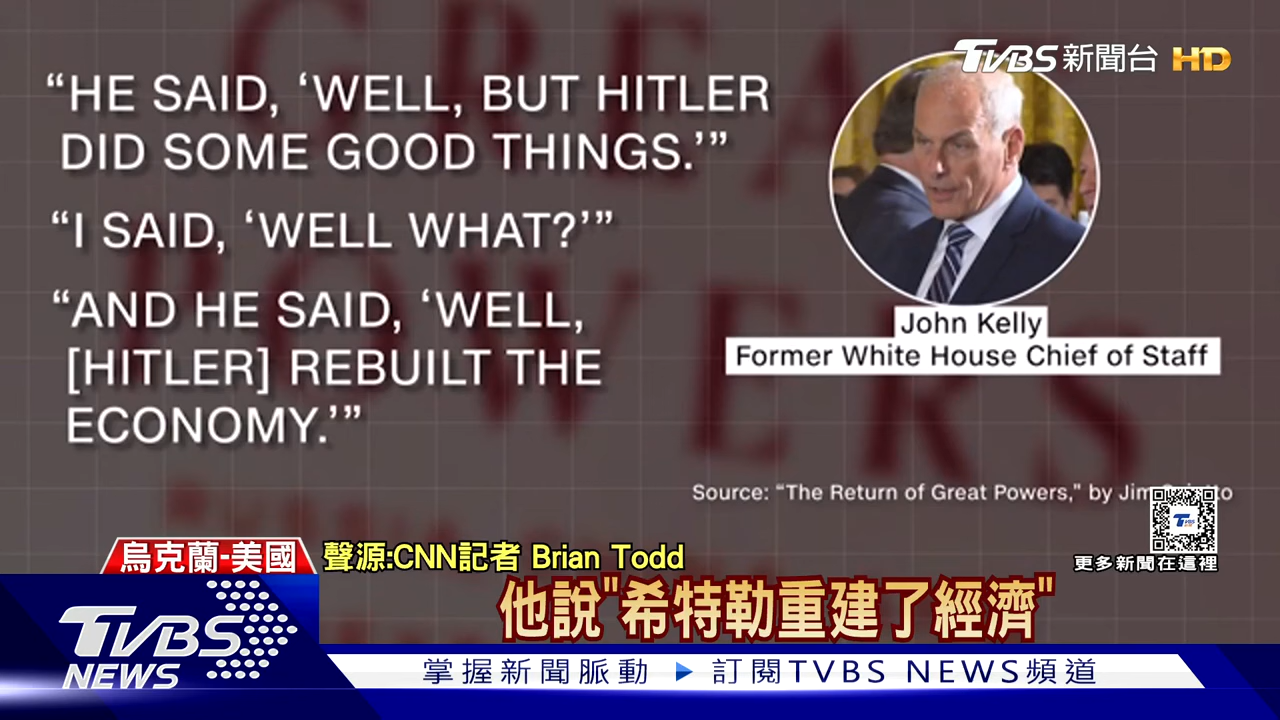 TVBS新聞台 HD
“HE SAID, ‘WELL, BUT HITLER
DID SOME GOOD THINGS.’”
“I SAID, ‘WELL WHAT?’”
“AND HE SAID, ‘WELL,
[HITLER] REBUILT THE
ECONOMY.’”
John Kelly
Former White House Chief of Staff
Source: “The Return of Great Powers,” by Jim
更多新聞在這裡
烏克蘭-美國
聲源:CNN記者 Brian Todd
他說"希特勒重建了經濟"
TVBS
NEWS
掌握新聞脈動 ▶ 訂閱TVBS NEWS頻道
GREA
POWERS